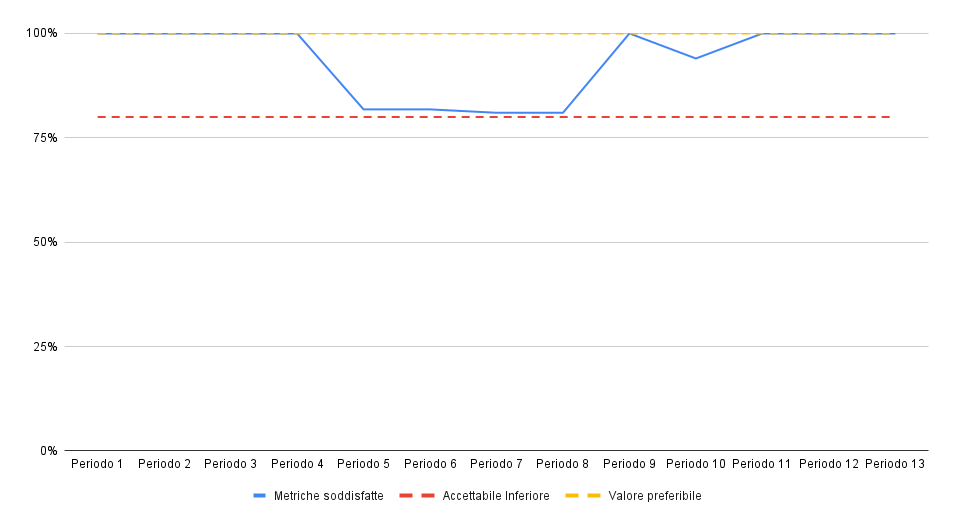 100%
75%
50%
25%
0%
Periodo 1 Periodo 2 Periodo 3 Periodo 4 Periodo 5 Periodo 6 Periodo 7 Periodo 8 Periodo 9 Periodo 10 Periodo 11 Periodo 12 Periodo 13
Metriche soddisfatte Accettabile Inferiore Valore preferibile